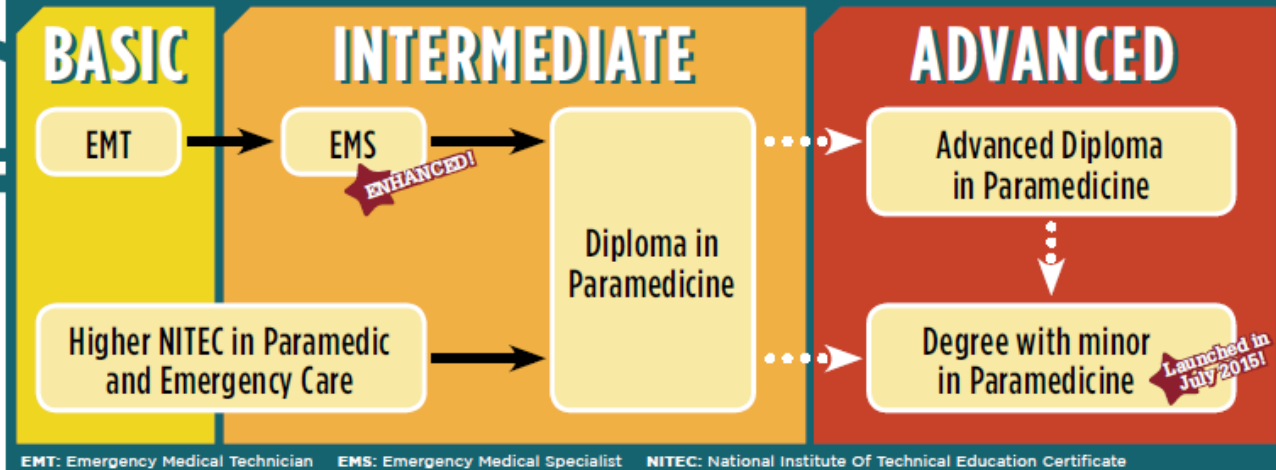 BASIC
INTERMEDIATE
ADVANCED
EMT
EMS
ENHANCED!
Diploma in
Paramedicine
Advanced Diploma
in Paramedicine
Higher NITEC in Paramedic
and Emergency Care
Degree with minor
in Paramedicine
Launched in
July 2015!
EMT: Emergency Medical Technician EMS: Emergency Medical Specialist NITEC: National Institute Of Technical Education Certificate